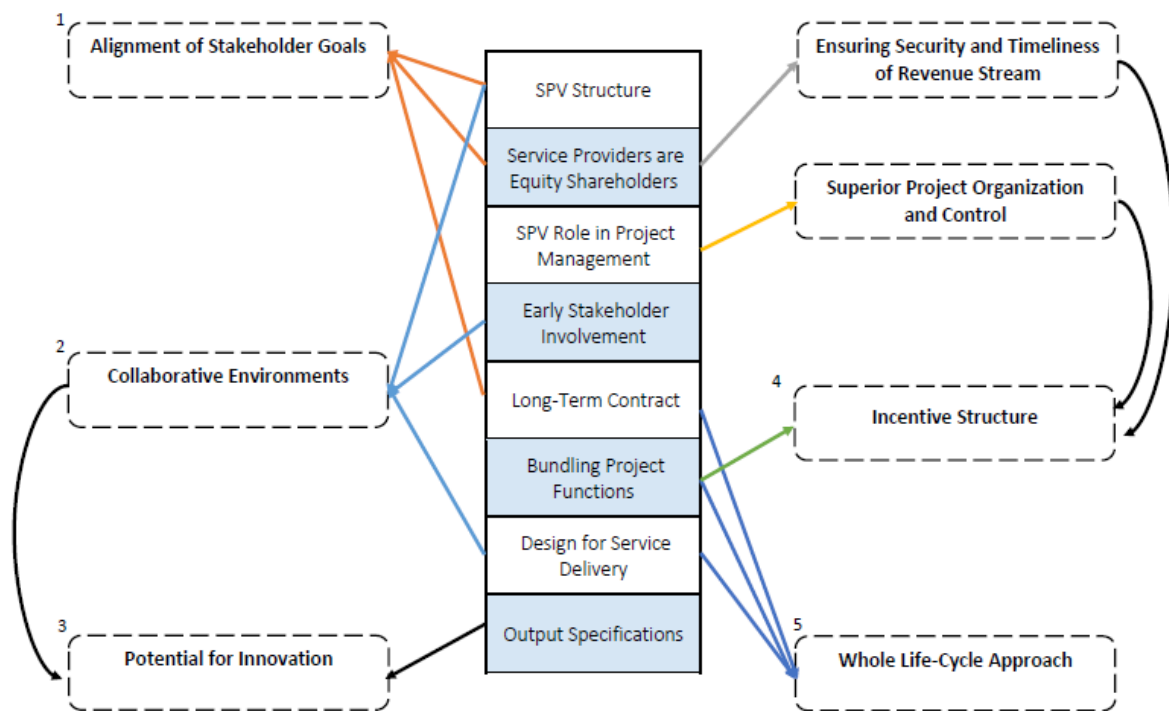 1
Alignment of Stakeholder Goals
2
Collaborative Environments
3
Potential for Innovation
SPV Structure
Service Providers are
Equity Shareholders
SPV Role in Project
Management
Early Stakeholder
Involvement
Long-Term Contract
Bundling Project
Functions
Design for Service
Delivery
Output Specifications
Ensuring Security and Timeliness
of Revenue Stream
Superior Project Organization
and Control
4
Incentive Structure
5
Whole Life-Cycle Approach